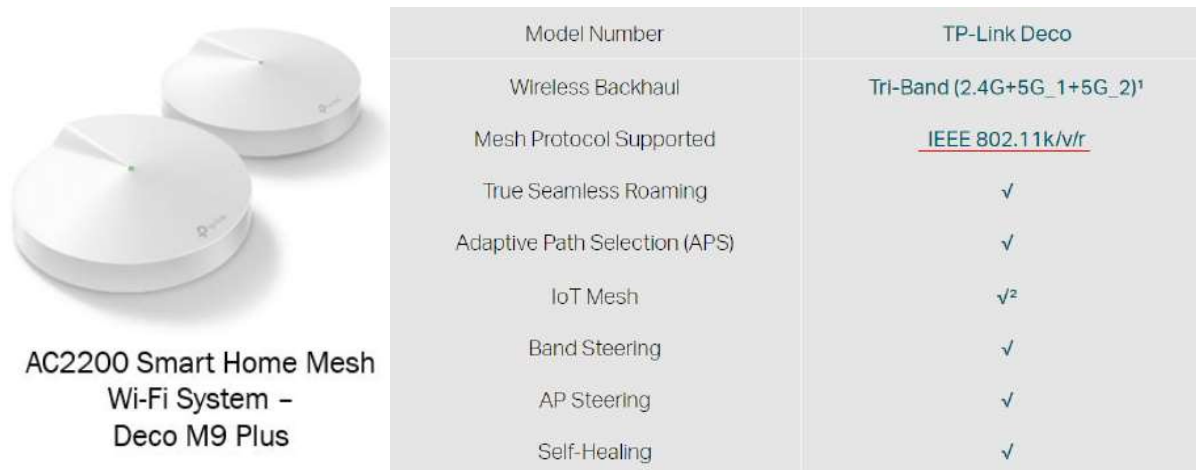 AC2200 Smart Home Mesh
Wi-Fi System –
Deco M9 Plus
Model Number TP-Link Deco
Wireless Backhaul Tri-Band (2.4G+5G_1+5G_2)¹
Mesh Protocol Supported IEEE 802.11k/v/r
True Seamless Roaming √
Adaptive Path Selection (APS) √
IoT Mesh √²
Band Steering √
AP Steering √
Self-Healing √